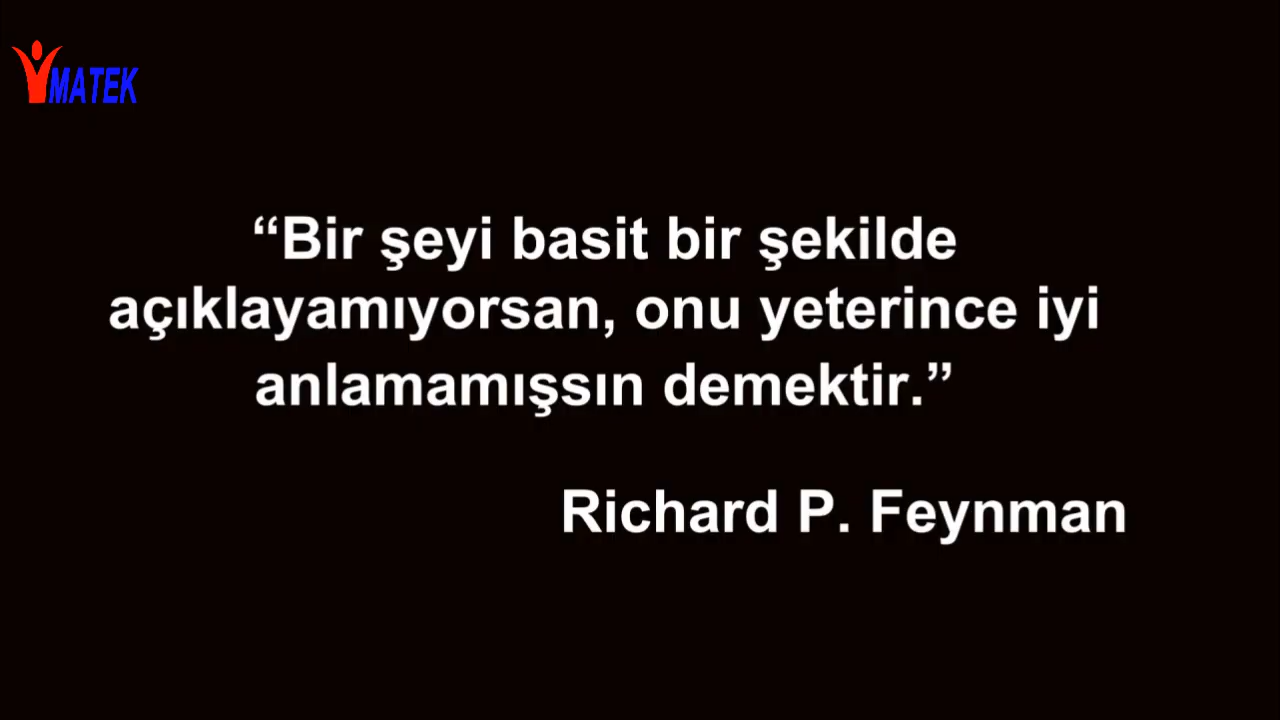 MATEK
“Bir şeyi basit bir şekilde
açıklayamıyorsan, onu yeterince iyi
anlamamışsın demektir.”
Richard P. Feynman